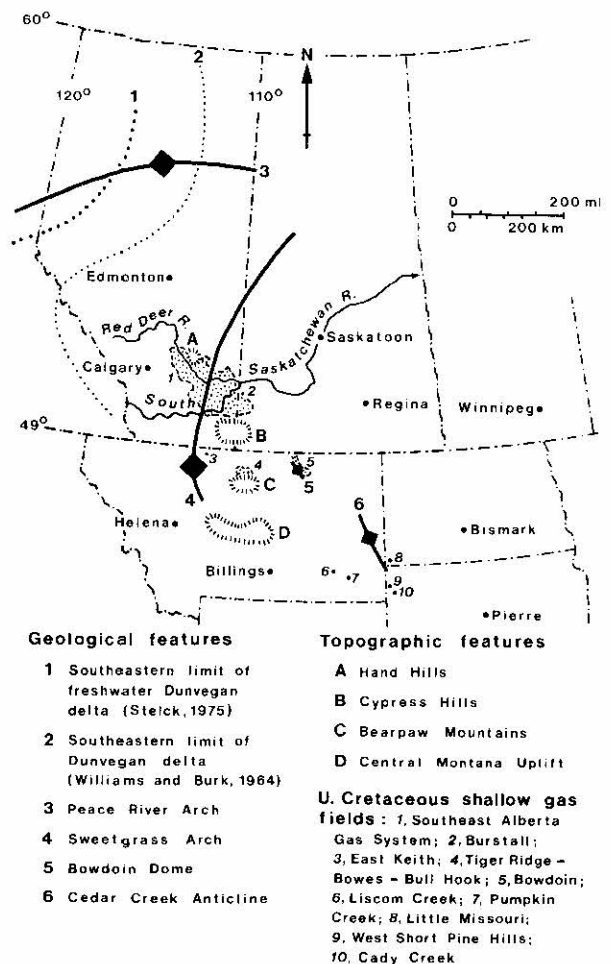 60°
2
N
120°
1
110°
3
0 200 mi
0 200 km
Edmonton
Red Deer R.
A
Saskatchewan R.
Saskatoon
Calgary
1
2
South
Regina
Winnipeg
B
49°
3
4
5
C
5
4
6
Helena
D
Bismark
8
Billings
6
7
9
10
Pierre
Geological features
1 Southeastern limit of
freshwater Dunvegan
delta (Stelck, 1975)
2 Southeastern limit of
Dunvegan delta
(Williams and Burk, 1964)
3 Peace River Arch
4 Sweetgrass Arch
5 Bowdoin Dome
6 Cedar Creek Anticline
Topographic features
A Hand Hills
B Cypress Hills
C Bearpaw Mountains
D Central Montana Uplift
U. Cretaceous shallow gas
fields : 1, Southeast Alberta
Gas System; 2, Burstall;
3, East Keith; 4, Tiger Ridge –
Bowes – Bull Hook; 5, Bowdoin;
6, Liscom Creek; 7, Pumpkin
Creek; 8, Little Missouri;
9, West Short Pine Hills;
10, Cady Creek